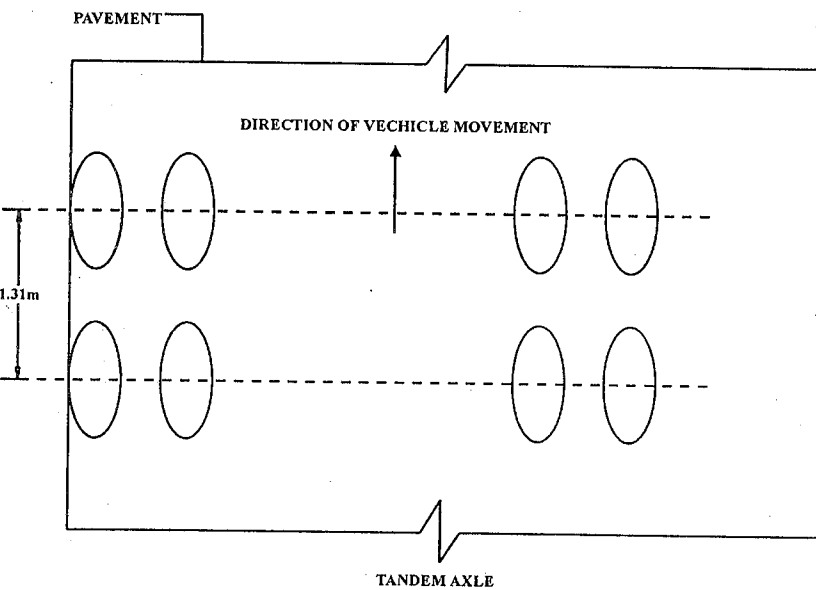 PAVEMENT
DIRECTION OF VECHICLE MOVEMENT
1.31m
TANDEM AXLE